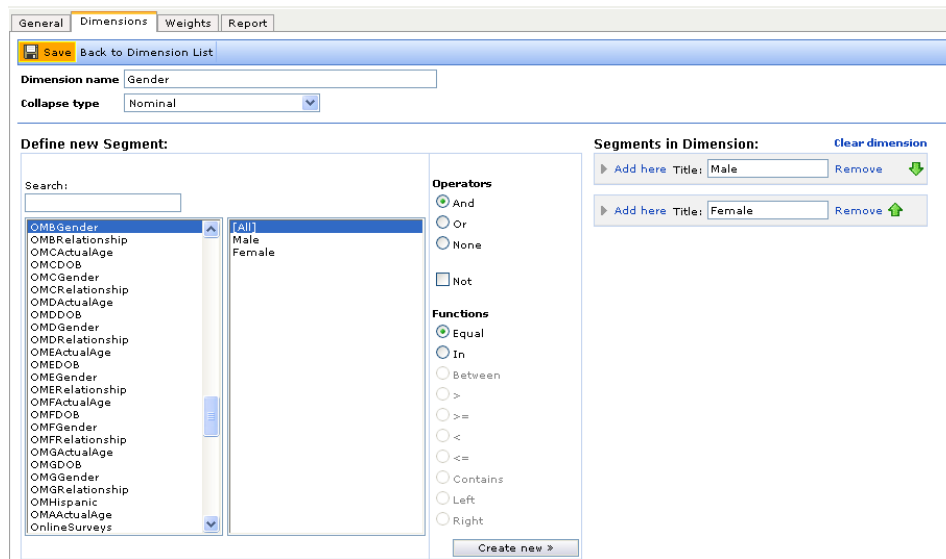 General Dimensions Weights Report
Save Back to Dimension List
Dimension name Gender
Collapse type Nominal
Define new Segment:
Search:
OMBGender
OMBRelationship
OMCActualAge
OMCDOB
OMCGender
OMCRelationship
OMDActualAge
OMDDOB
OMDGender
OMDRelationship
OMEActualAge
OMEDOB
OMEGender
OMERelationship
OMFActualAge
OMFDOB
OMFGender
OMFRelationship
OMGActualAge
OMGDOB
OMGGender
OMGRelationship
OMHispanic
OMAActualAge
OnlineSurveys
[All]
Male
Female
Operators
And
Or
None
Not
Functions
Equal
In
Between
>
>=
<
<=
Contains
Left
Right
Create new »
Segments in Dimension: Clear dimension
Add here Title: Male Remove
Add here Title: Female Remove